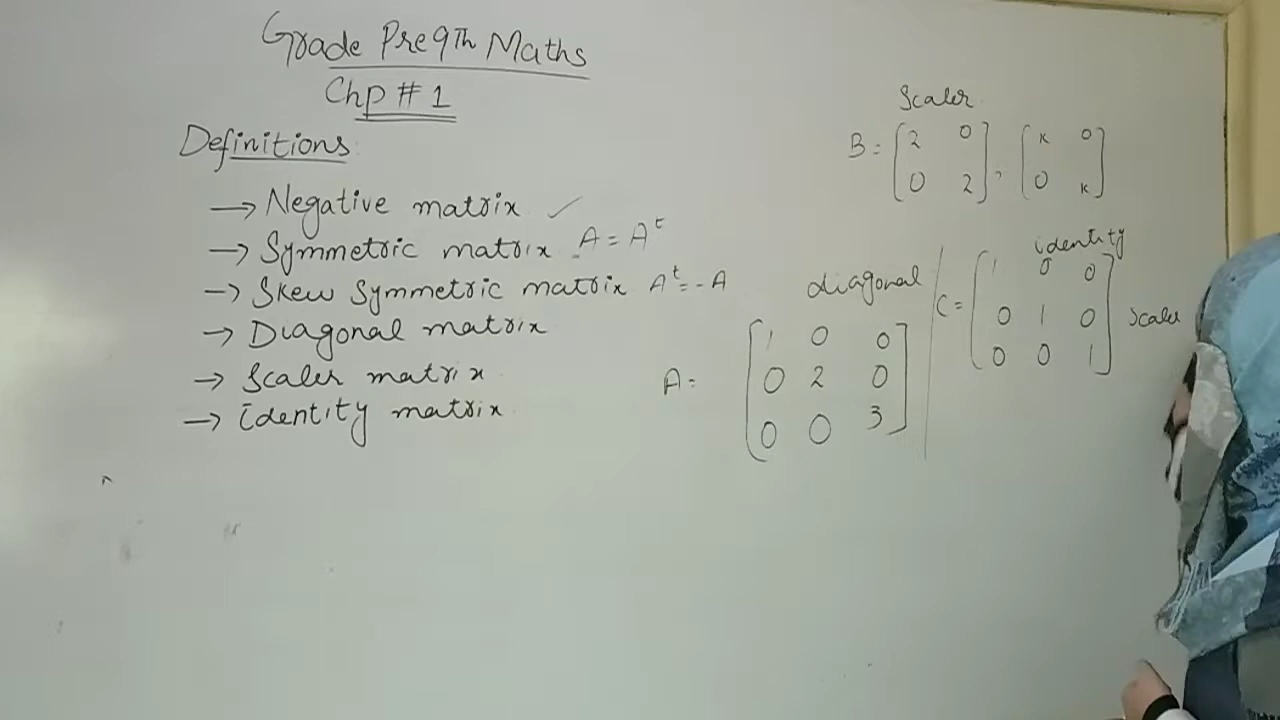 Grade Pre 9Th Maths
Chp # 1
Definitions
→ Negative matrix ✓
→ Symmetric matrix A = Aᵗ
→ Skew Symmetric matrix Aᵗ = -A
→ Diagonal matrix
→ Scaler matrix
→ identity matrix
Scaler
B = [2 0
0 2], [K 0
0 K]
diagonal
A = [1 0 0
0 2 0
0 0 3]
identity
C = [1 0 0
0 1 0
0 0 1] Scaler